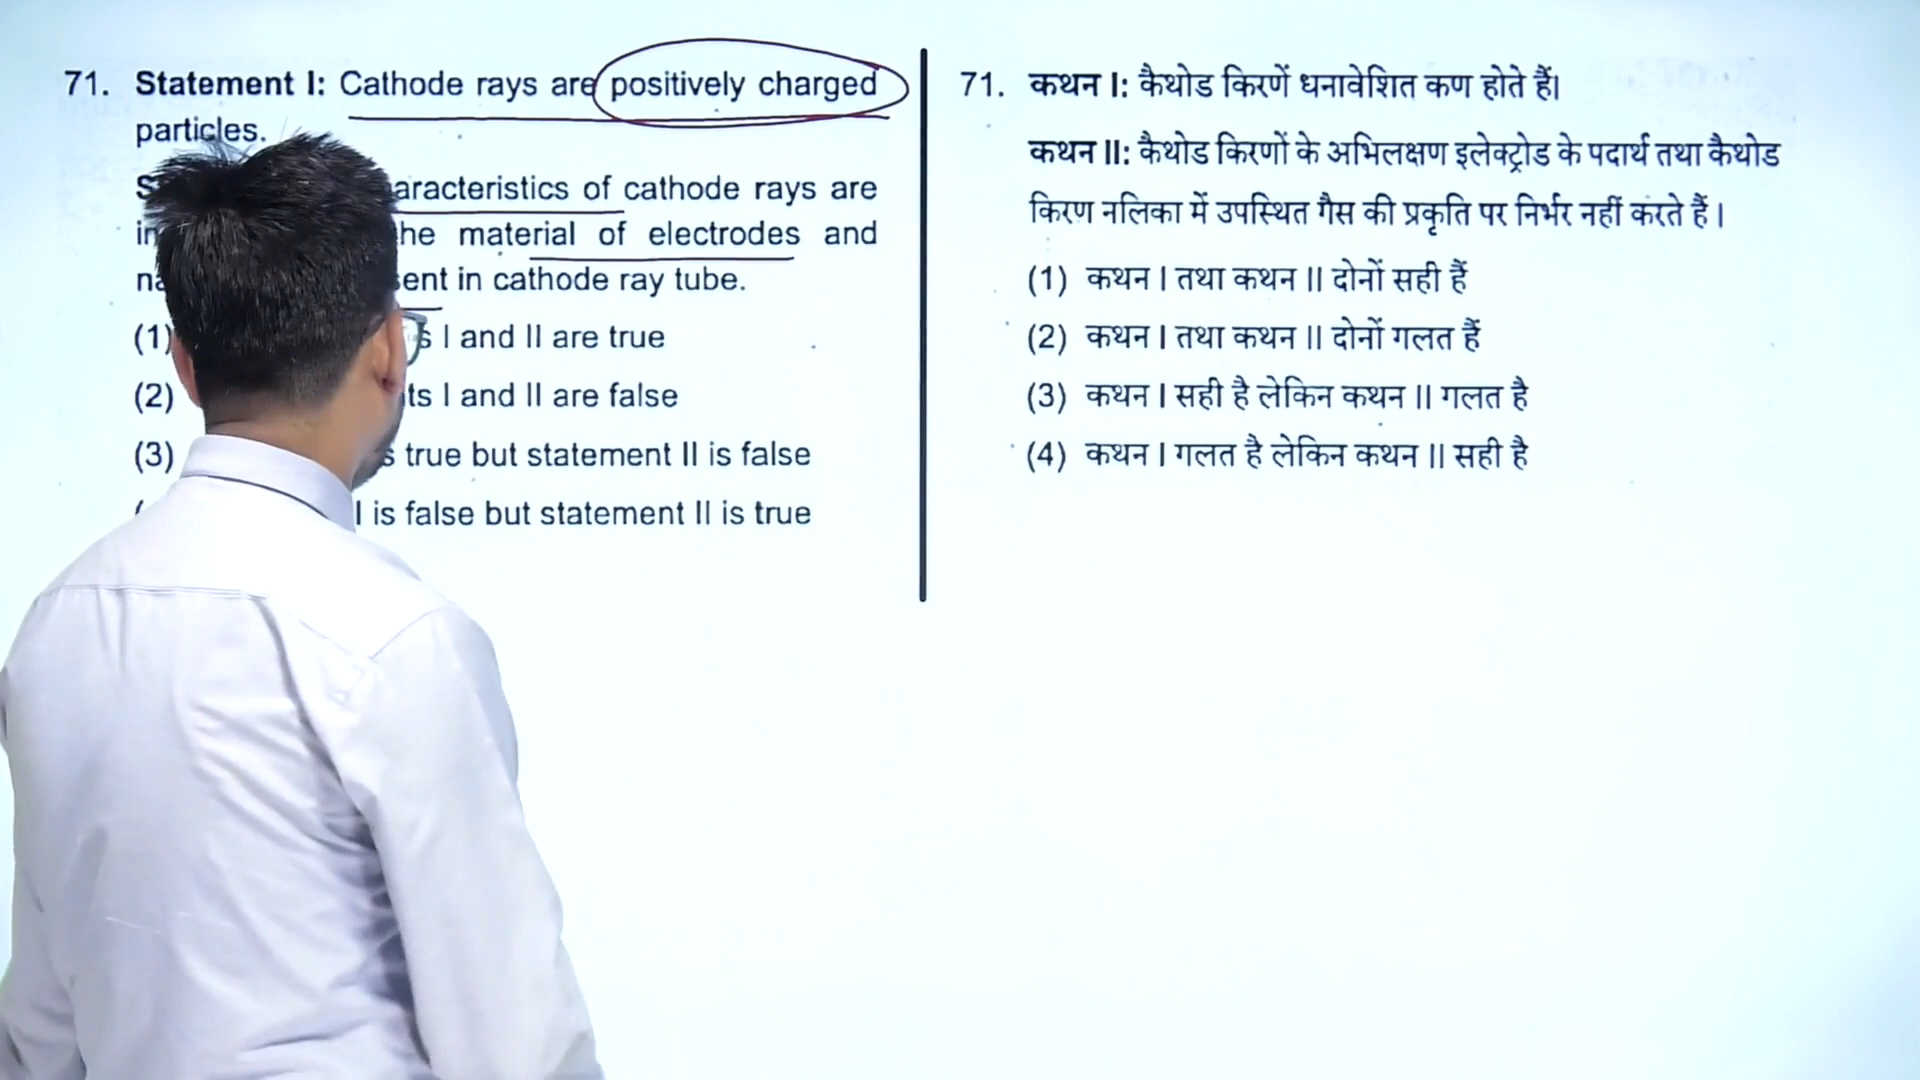 71. Statement I: Cathode rays are positively charged
particles.
aracteristics of cathode rays are
he material of electrodes and
ent in cathode ray tube.
(1) s I and II are true
(2) ts I and II are false
(3) s true but statement II is false
I is false but statement II is true
71. कथन I: कैथोड किरणें धनावेशित कण होते हैं।
कथन II: कैथोड किरणों के अभिलक्षण इलेक्ट्रोड के पदार्थ तथा कैथोड
किरण नलिका में उपस्थित गैस की प्रकृति पर निर्भर नहीं करते हैं।
(1) कथन I तथा कथन II दोनों सही हैं
(2) कथन I तथा कथन II दोनों गलत हैं
(3) कथन I सही है लेकिन कथन II गलत है
(4) कथन I गलत है लेकिन कथन II सही है